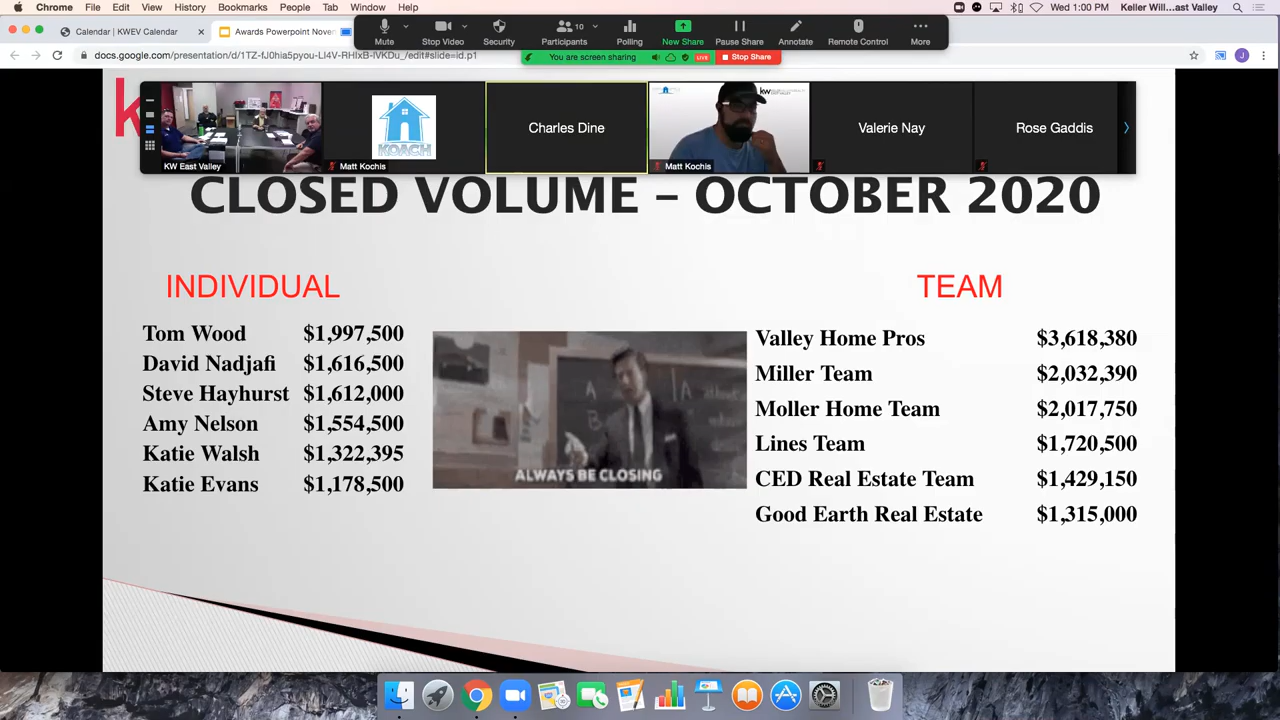 Chrome File Edit View History Bookmarks People Tab Window Help
Wed 1:00 PM Keller Will...ast Valley
Calendar | KWEV Calendar
Awards Powerpoint Nover
docs.google.com/presentation/d/1TZ-fJ0hia5pyou-LI4V-RHIxB-IVKDu_/edit#slide=id.p1
10
Mute Stop Video Security Participants Polling New Share Pause Share Annotate Remote Control More
You are screen sharing LIVE Stop Share
J
k
KW East Valley
KOACH
Matt Kochis
Charles Dine
kw
Matt Kochis
Valerie Nay
Rose Gaddis
CLOSED VOLUME – OCTOBER 2020
INDIVIDUAL
Tom Wood $1,997,500
David Nadjafi $1,616,500
Steve Hayhurst $1,612,000
Amy Nelson $1,554,500
Katie Walsh $1,322,395
Katie Evans $1,178,500
A
B
ALWAYS BE CLOSING
TEAM
Valley Home Pros $3,618,380
Miller Team $2,032,390
Moller Home Team $2,017,750
Lines Team $1,720,500
CED Real Estate Team $1,429,150
Good Earth Real Estate $1,315,000